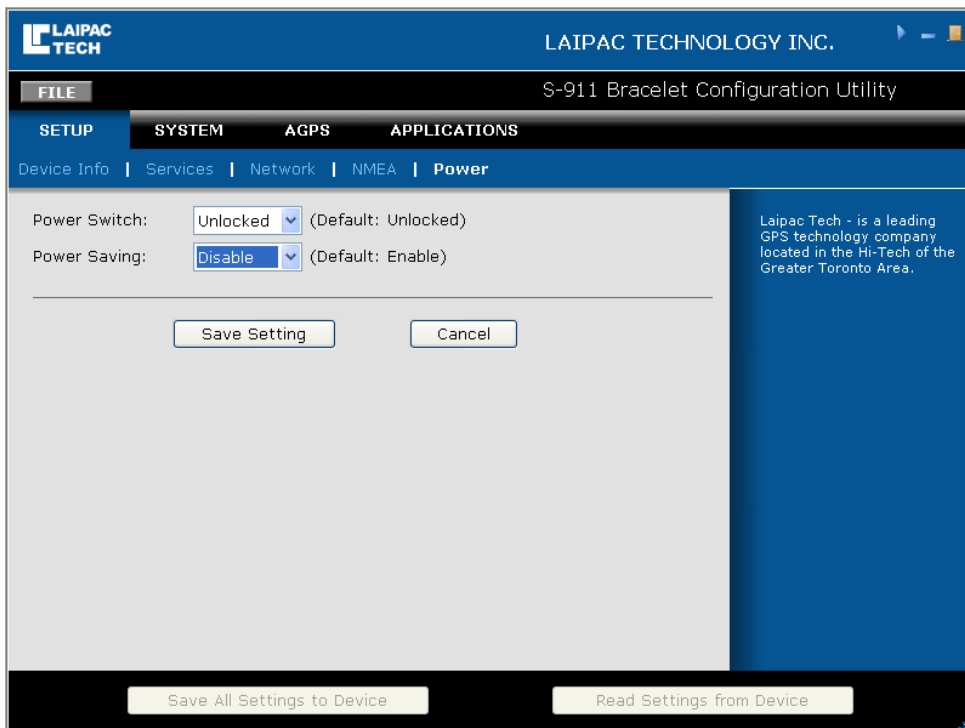 LAIPAC
TECH
LAIPAC TECHNOLOGY INC.
FILE
S-911 Bracelet Configuration Utility
SETUP SYSTEM AGPS APPLICATIONS
Device Info | Services | Network | NMEA | Power
Power Switch: Unlocked (Default: Unlocked)
Power Saving: Disable (Default: Enable)
Save Setting Cancel
Laipac Tech - is a leading
GPS technology company
located in the Hi-Tech of the
Greater Toronto Area.
Save All Settings to Device Read Settings from Device